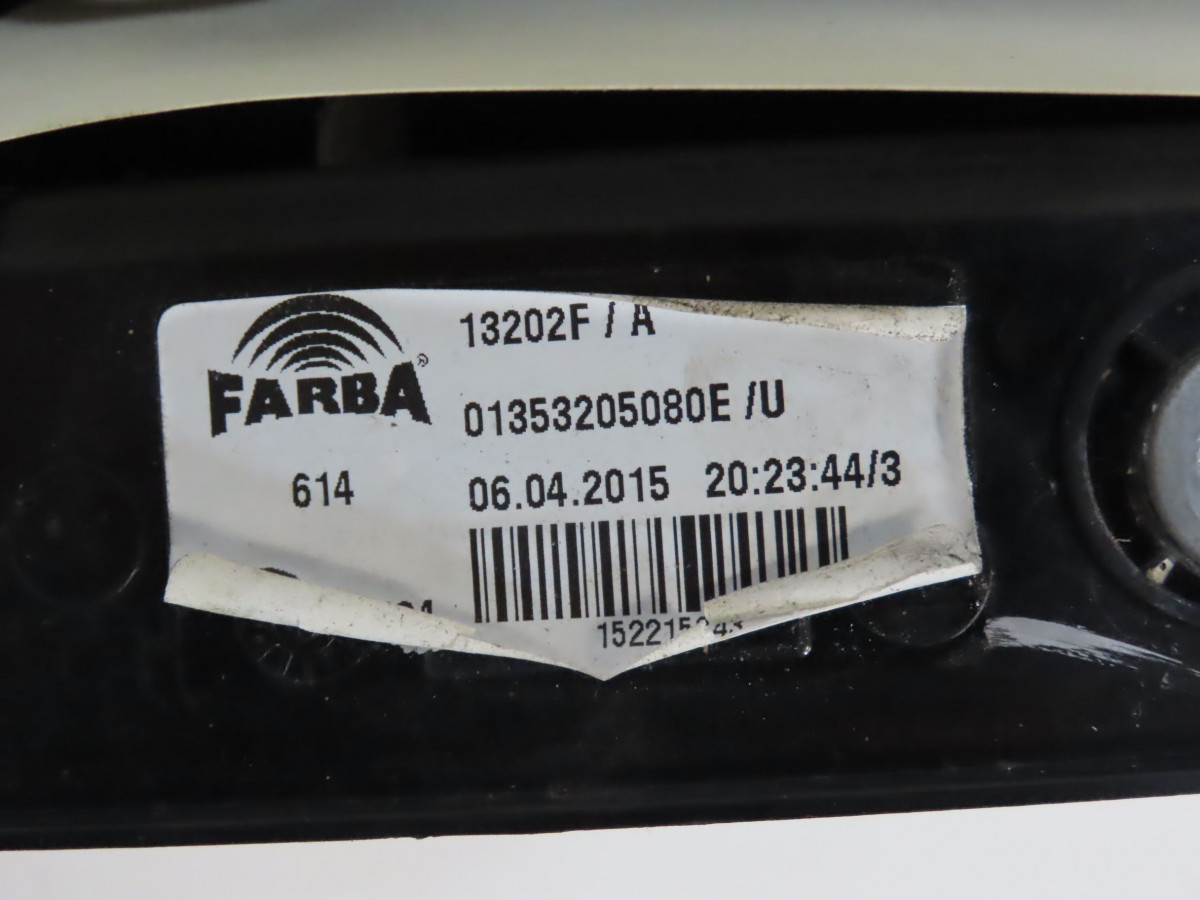 FARBA®
13202F / A
01353205080E /U
614
06.04.2015 20:23:44/3